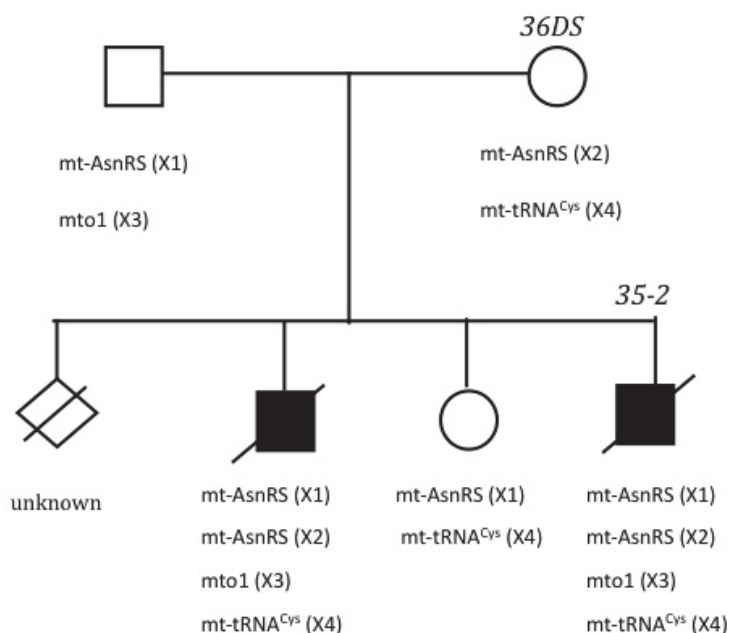 36DS
mt-AsnRS (X1)
mto1 (X3)
mt-AsnRS (X2)
mt-tRNAᶜʸˢ (X4)
35-2
unknown
mt-AsnRS (X1)
mt-AsnRS (X2)
mto1 (X3)
mt-tRNAᶜʸˢ (X4)
mt-AsnRS (X1)
mt-tRNAᶜʸˢ (X4)
mt-AsnRS (X1)
mt-AsnRS (X2)
mto1 (X3)
mt-tRNAᶜʸˢ (X4)